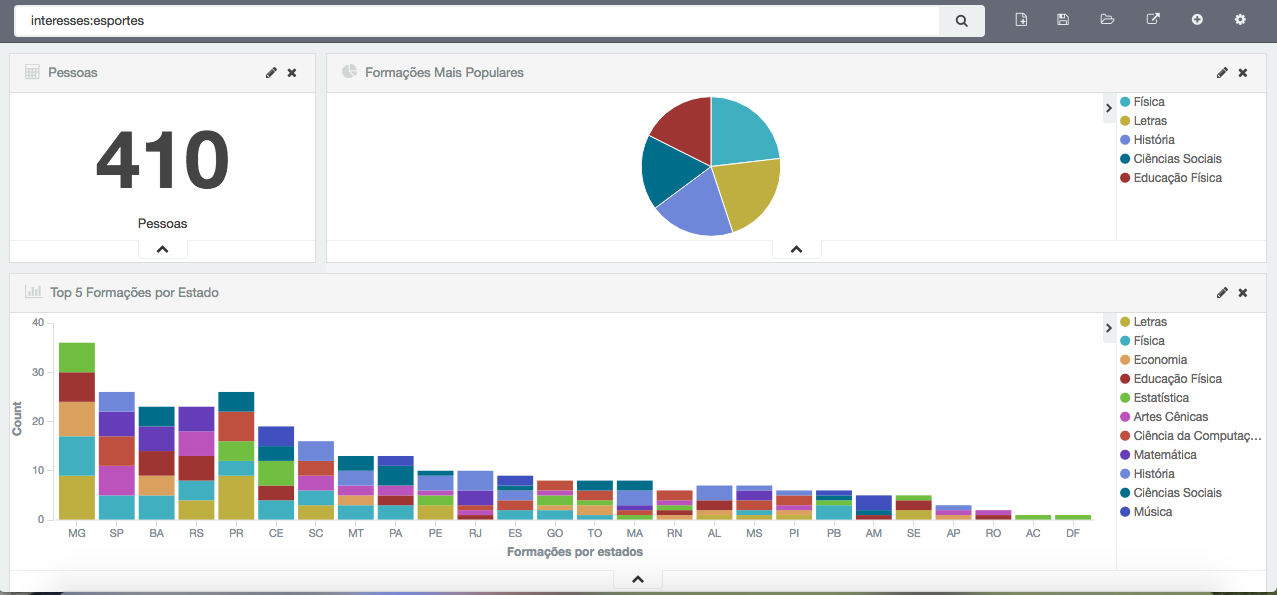 interesses:esportes
Pessoas
410
Pessoas
Formações Mais Populares
Física
Letras
História
Ciências Sociais
Educação Física
Top 5 Formações por Estado
Count
40
30
20
10
0
MG SP BA RS PR CE SC MT PA PE RJ ES GO TO MA RN AL MS PI PB AM SE AP RO AC DF
Formações por estados
Letras
Física
Economia
Educação Física
Estatística
Artes Cênicas
Ciência da Computaç...
Matemática
História
Ciências Sociais
Música